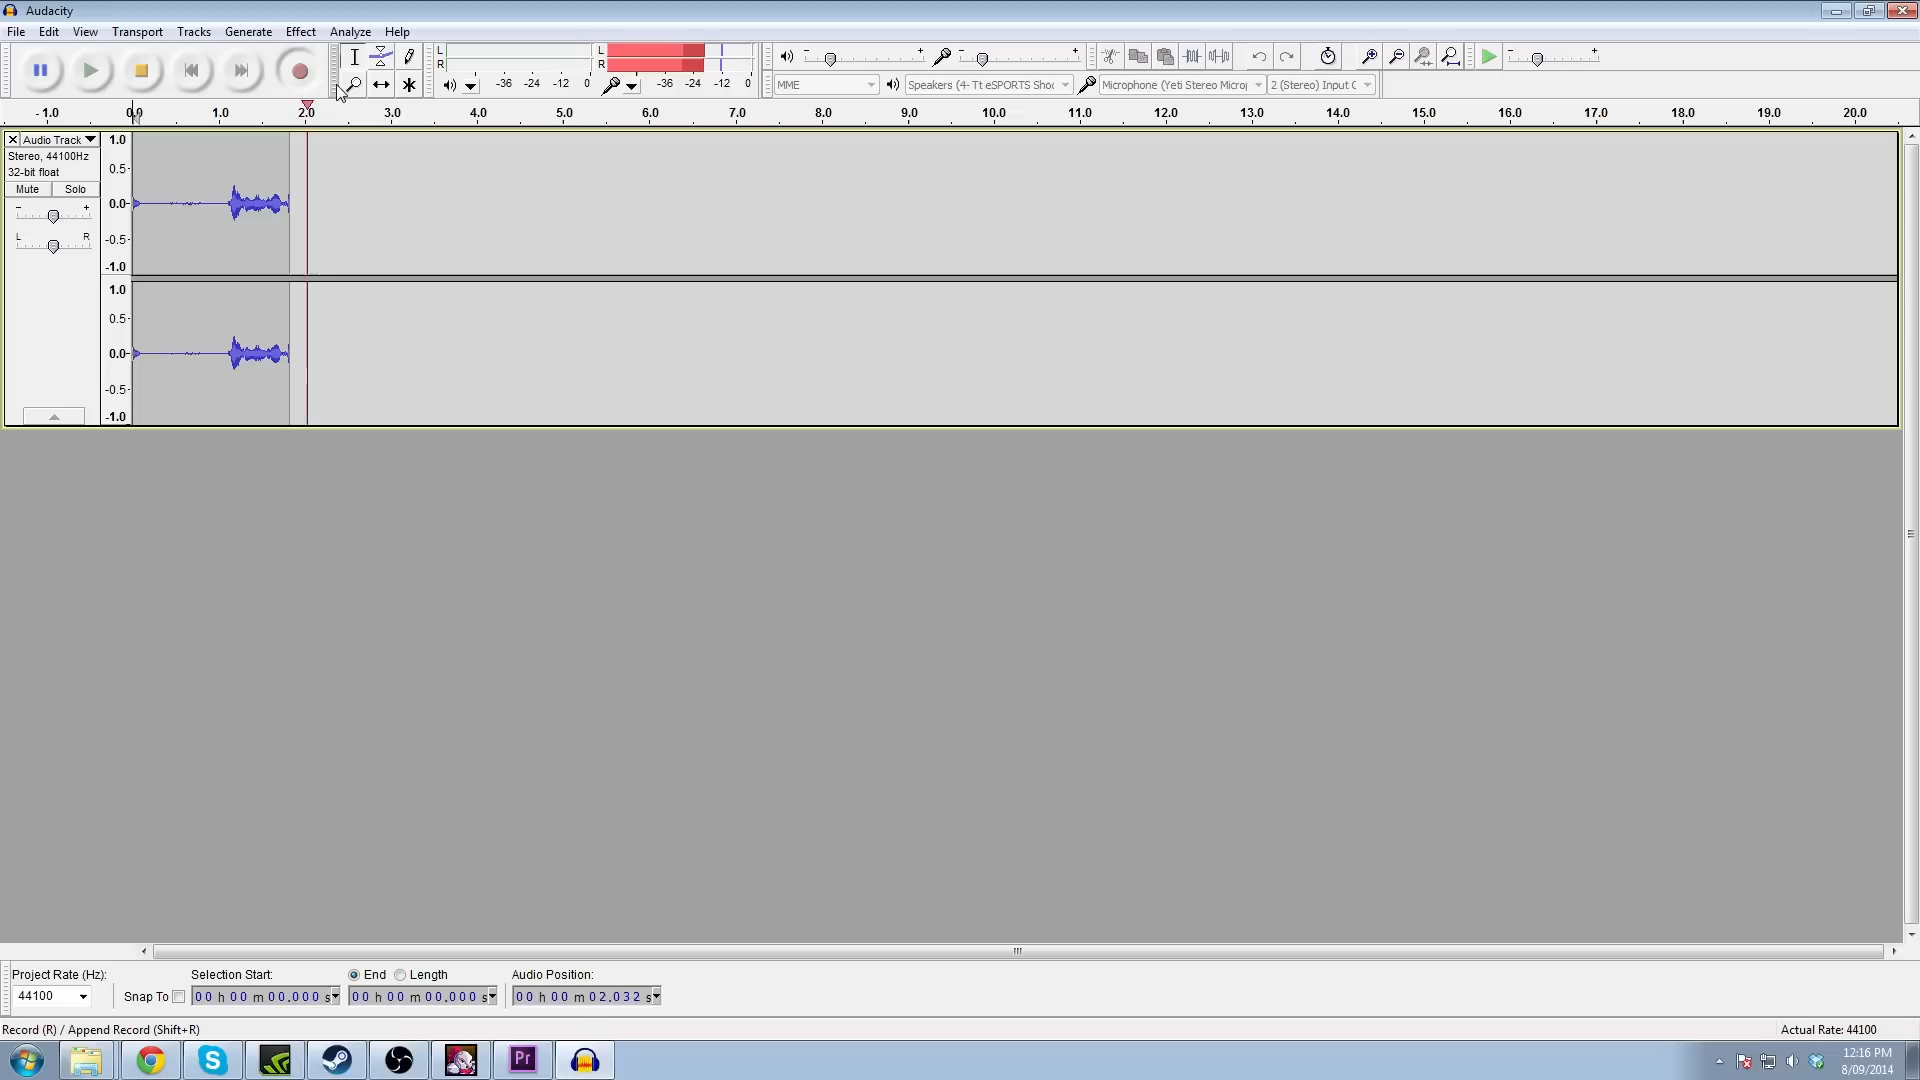 Audacity
File Edit View Transport Tracks Generate Effect Analyze Help
L
R
-36 -24 -12 0
L
R
-36 -24 -12 0
- +
- +
- +
MME
Speakers (4- Tt eSPORTS Shoc
Microphone (Yeti Stereo Microp
2 (Stereo) Input C
- 1.0 0.0 1.0 2.0 3.0 4.0 5.0 6.0 7.0 8.0 9.0 10.0 11.0 12.0 13.0 14.0 15.0 16.0 17.0 18.0 19.0 20.0
Audio Track
Stereo, 44100Hz
32-bit float
Mute Solo
- +
L R
1.0
0.5-
0.0-
-0.5-
-1.0
1.0
0.5-
0.0-
-0.5-
-1.0
Project Rate (Hz):
44100
Snap To
Selection Start:
00 h 00 m 00.000 s
End Length
00 h 00 m 00.000 s
Audio Position:
00 h 00 m 02.032 s
Record (R) / Append Record (Shift+R)
Actual Rate: 44100
S
Pr
12:16 PM
8/09/2014